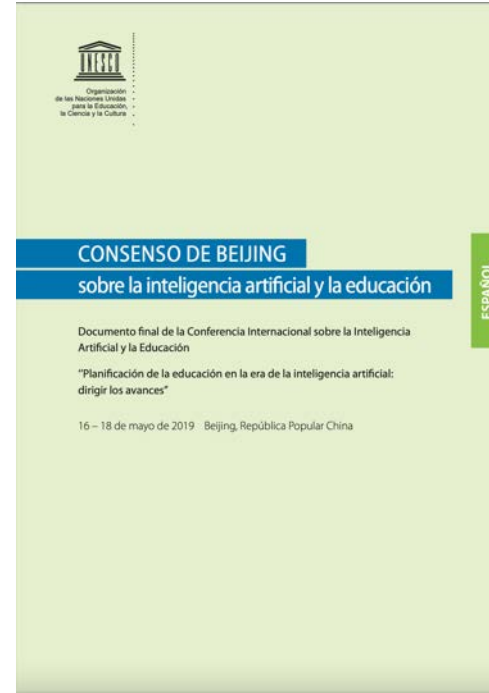 UNESCO
Organización
de las Naciones Unidas
para la Educación,
la Ciencia y la Cultura
CONSENSO DE BEIJING
sobre la inteligencia artificial y la educación
ESPAÑOL
Documento final de la Conferencia Internacional sobre la Inteligencia
Artificial y la Educación
“Planificación de la educación en la era de la inteligencia artificial:
dirigir los avances”
16 – 18 de mayo de 2019 Beijing, República Popular China